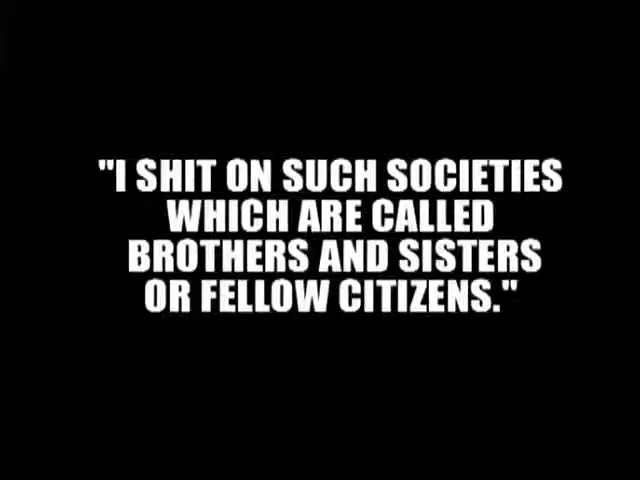 "I SHIT ON SUCH SOCIETIES
WHICH ARE CALLED
BROTHERS AND SISTERS
OR FELLOW CITIZENS."